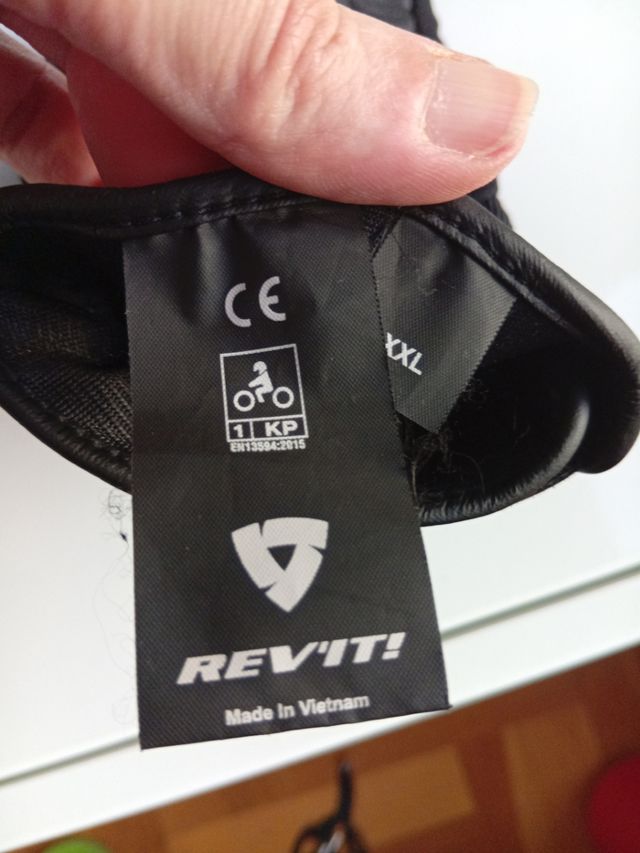 CE
XXL
1 KP
EN13594:2015
REV'IT!
Made In Vietnam